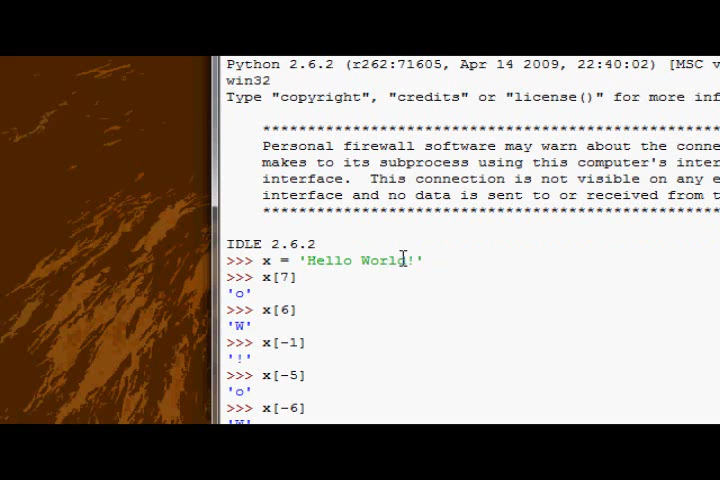 Python 2.6.2 (r262:71605, Apr 14 2009, 22:40:02) [MSC v
win32
Type "copyright", "credits" or "license()" for more inf
****************************************************************
Personal firewall software may warn about the conne
makes to its subprocess using this computer's inter
interface.  This connection is not visible on any e
interface and no data is sent to or received from t
****************************************************************
IDLE 2.6.2
>>> x = 'Hello World!'
>>> x[7]
'o'
>>> x[6]
'W'
>>> x[-1]
'!'
>>> x[-5]
'o'
>>> x[-6]
'W'